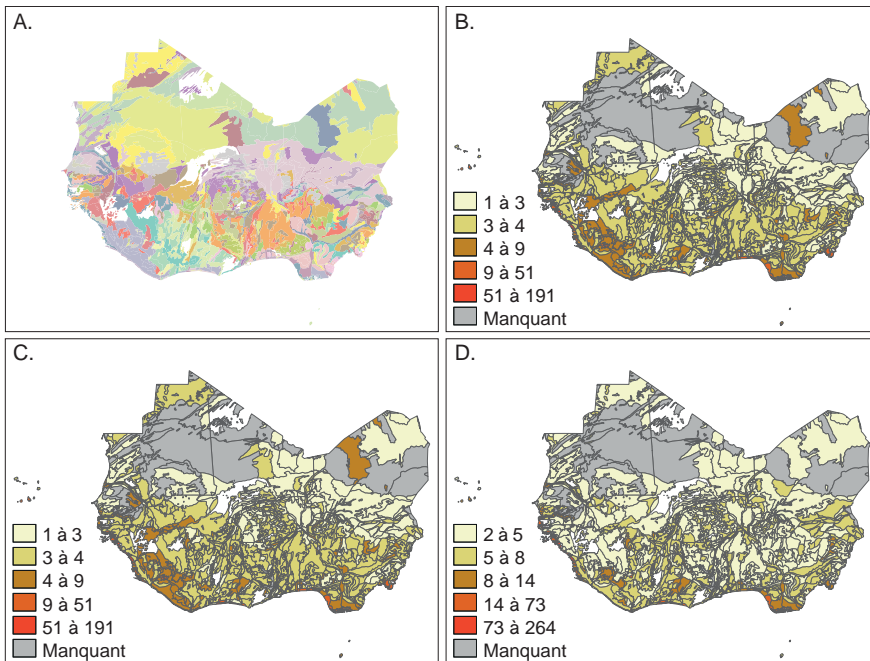 A.
B.
1 à 3
3 à 4
4 à 9
9 à 51
51 à 191
Manquant
C.
1 à 3
3 à 4
4 à 9
9 à 51
51 à 191
Manquant
D.
2 à 5
5 à 8
8 à 14
14 à 73
73 à 264
Manquant